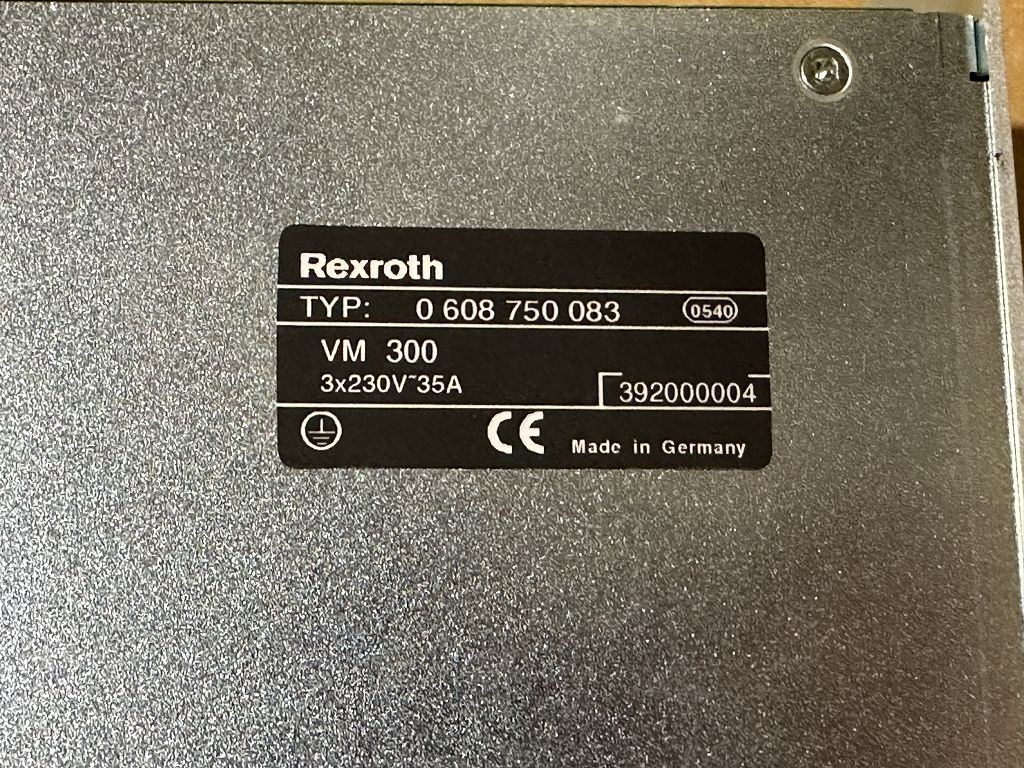 Rexroth
TYP: 0 608 750 083 0540
VM 300
3x230V~35A
392000004
CE Made in Germany